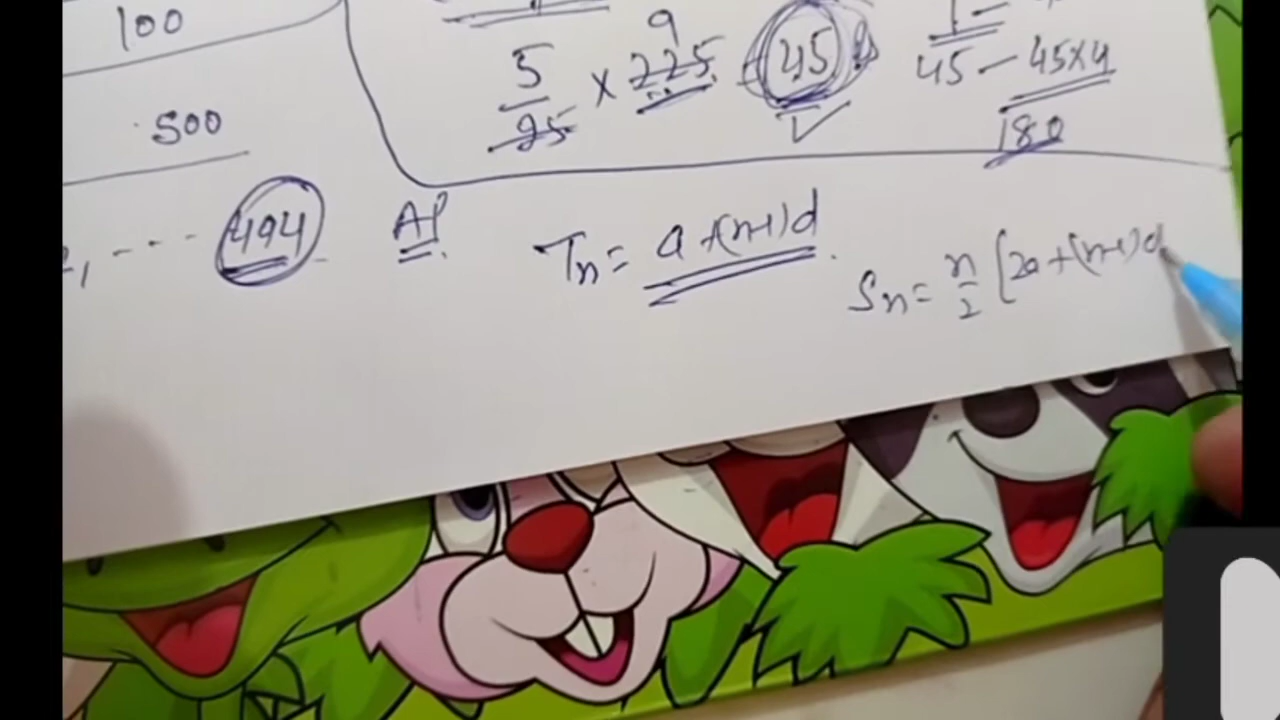 100
500
9
5/25 × 225 45
45 - 45×4
180
, ---- 494 AP Tn = a+(n-1)d
Sn = n/2 [2a+(n-1)d